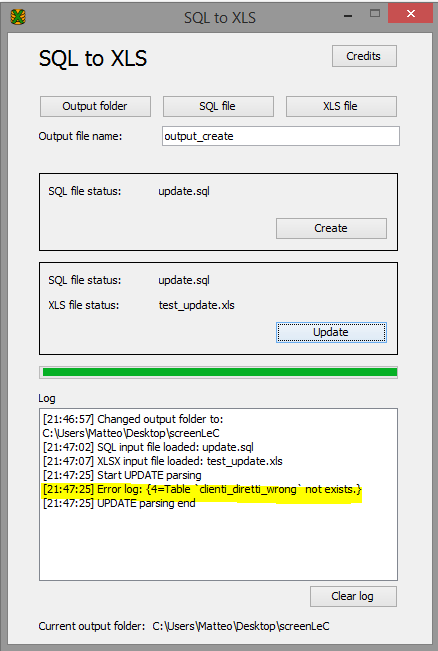 SQL to XLS
SQL to XLS
Credits
Output folder
SQL file
XLS file
Output file name:
output_create
SQL file status:
update.sql
Create
SQL file status:
update.sql
XLS file status:
test_update.xls
Update
Log
[21:46:57] Changed output folder to:
C:\Users\Matteo\Desktop\screenLeC
[21:47:02] SQL input file loaded: update.sql
[21:47:07] XLSX input file loaded: test_update.xls
[21:47:25] Start UPDATE parsing
[21:47:25] Error log: {4=Table `clienti_diretti_wrong` not exists.}
[21:47:25] UPDATE parsing end
Clear log
Current output folder: C:\Users\Matteo\Desktop\screenLeC